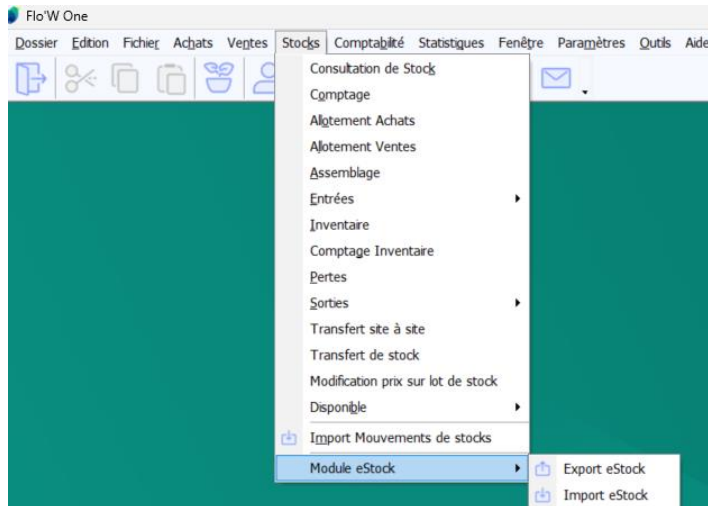 Flo'W One
Dossier Edition Fichier Achats Ventes Stocks Comptabilité Statistiques Fenêtre Paramètres Outils Aide
Consultation de Stock
Comptage
Allotement Achats
Allotement Ventes
Assemblage
Entrées
Inventaire
Comptage Inventaire
Pertes
Sorties
Transfert site à site
Transfert de stock
Modification prix sur lot de stock
Disponible
Import Mouvements de stocks
Module eStock
Export eStock
Import eStock